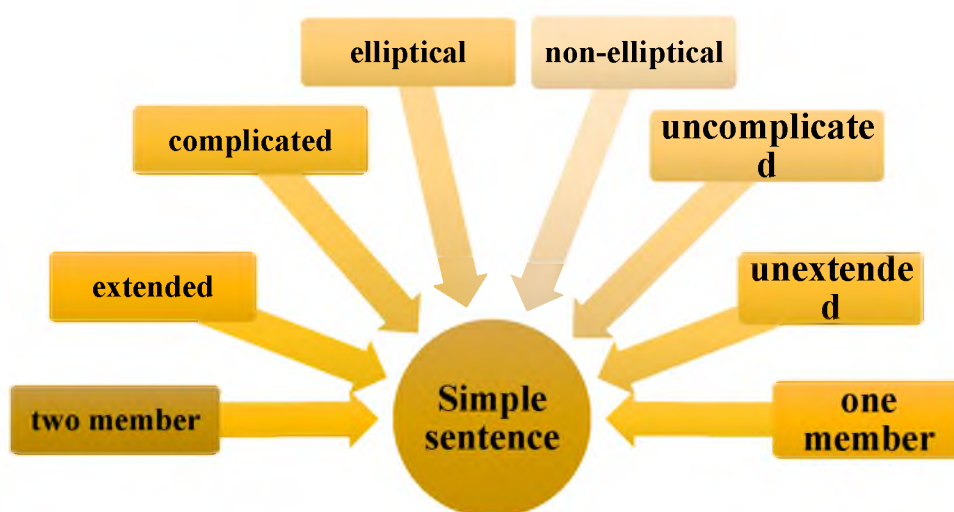 elliptical
non-elliptical
complicated
uncomplicate
d
extended
unextende
d
two member
Simple
sentence
one
member